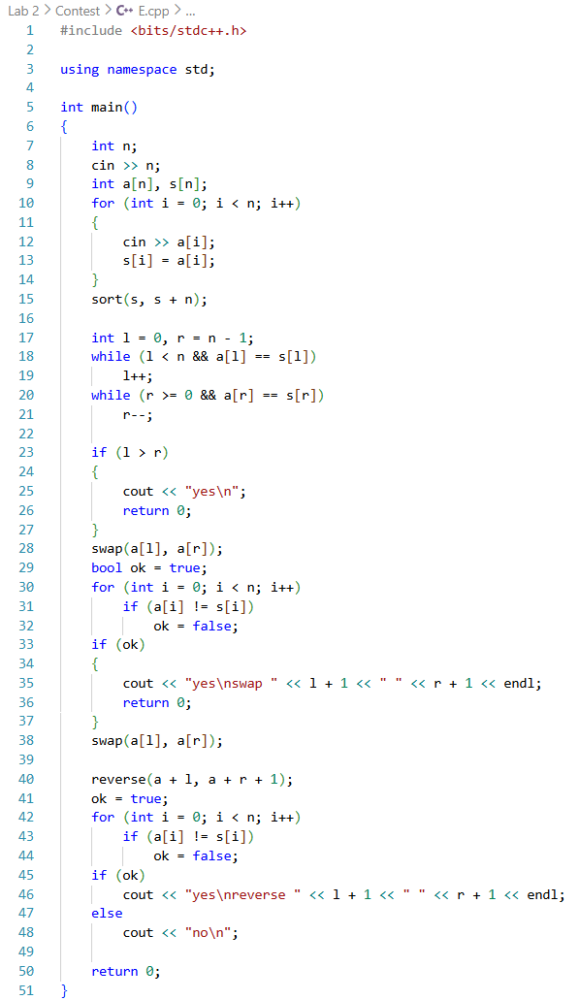 Lab 2 > Contest > C++ E.cpp > ...
1 #include <bits/stdc++.h>
2
3 using namespace std;
4
5 int main()
6 {
7     int n;
8     cin >> n;
9     int a[n], s[n];
10     for (int i = 0; i < n; i++)
11     {
12         cin >> a[i];
13         s[i] = a[i];
14     }
15     sort(s, s + n);
16
17     int l = 0, r = n - 1;
18     while (l < n && a[l] == s[l])
19         l++;
20     while (r >= 0 && a[r] == s[r])
21         r--;
22
23     if (l > r)
24     {
25         cout << "yes\n";
26         return 0;
27     }
28     swap(a[l], a[r]);
29     bool ok = true;
30     for (int i = 0; i < n; i++)
31         if (a[i] != s[i])
32             ok = false;
33     if (ok)
34     {
35         cout << "yes\nswap " << l + 1 << " " << r + 1 << endl;
36         return 0;
37     }
38     swap(a[l], a[r]);
39
40     reverse(a + l, a + r + 1);
41     ok = true;
42     for (int i = 0; i < n; i++)
43         if (a[i] != s[i])
44             ok = false;
45     if (ok)
46         cout << "yes\nreverse " << l + 1 << " " << r + 1 << endl;
47     else
48         cout << "no\n";
49
50     return 0;
51 }